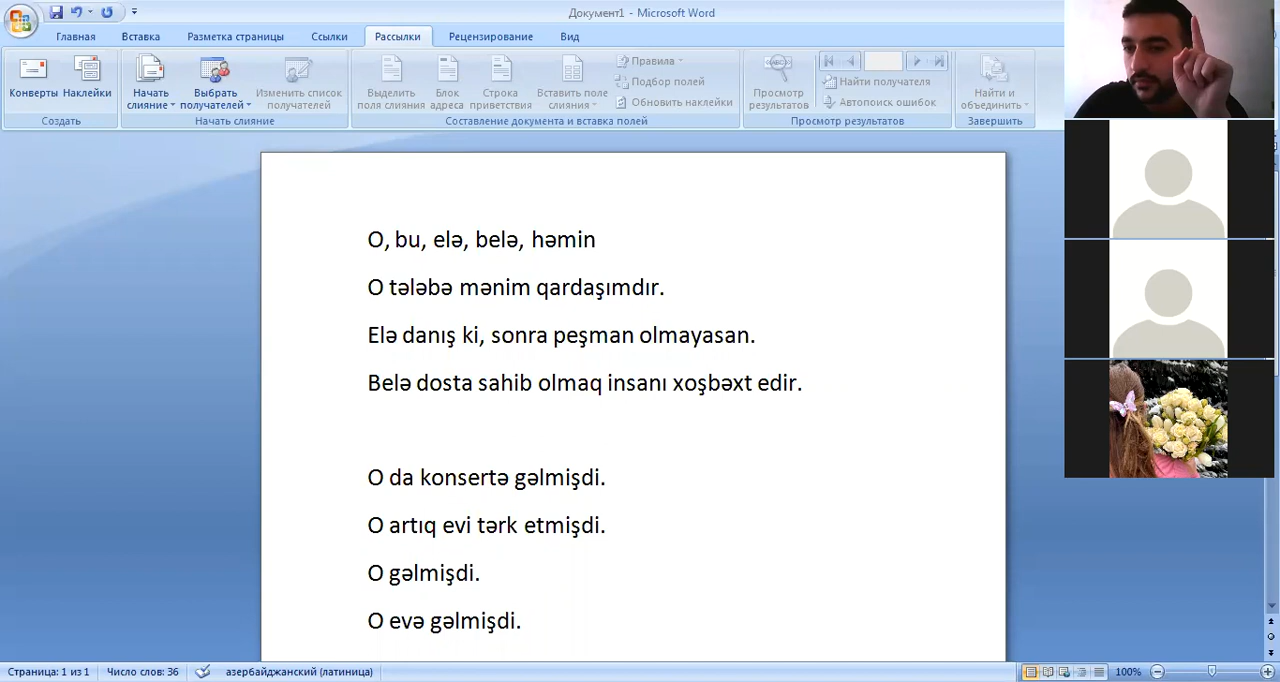 Документ1 - Microsoft Word
Главная Вставка Разметка страницы Ссылки Рассылки Рецензирование Вид
Конверты Наклейки
Создать
Начать слияние
Выбрать получателей
Изменить список получателей
Начать слияние
Выделить поля слияния
Блок адреса
Строка приветствия
Вставить поле слияния
Правила
Подбор полей
Обновить наклейки
Составление документа и вставка полей
Просмотр результатов
Найти получателя
Автопоиск ошибок
Просмотр результатов
Найти и объединить
Завершить
O, bu, elə, belə, həmin
O tələbə mənim qardaşımdır.
Elə danış ki, sonra peşman olmayasan.
Belə dosta sahib olmaq insanı xoşbəxt edir.
O da konsertə gəlmişdi.
O artıq evi tərk etmişdi.
O gəlmişdi.
O evə gəlmişdi.
Страница: 1 из 1 Число слов: 36 азербайджанский (латиница) 100%